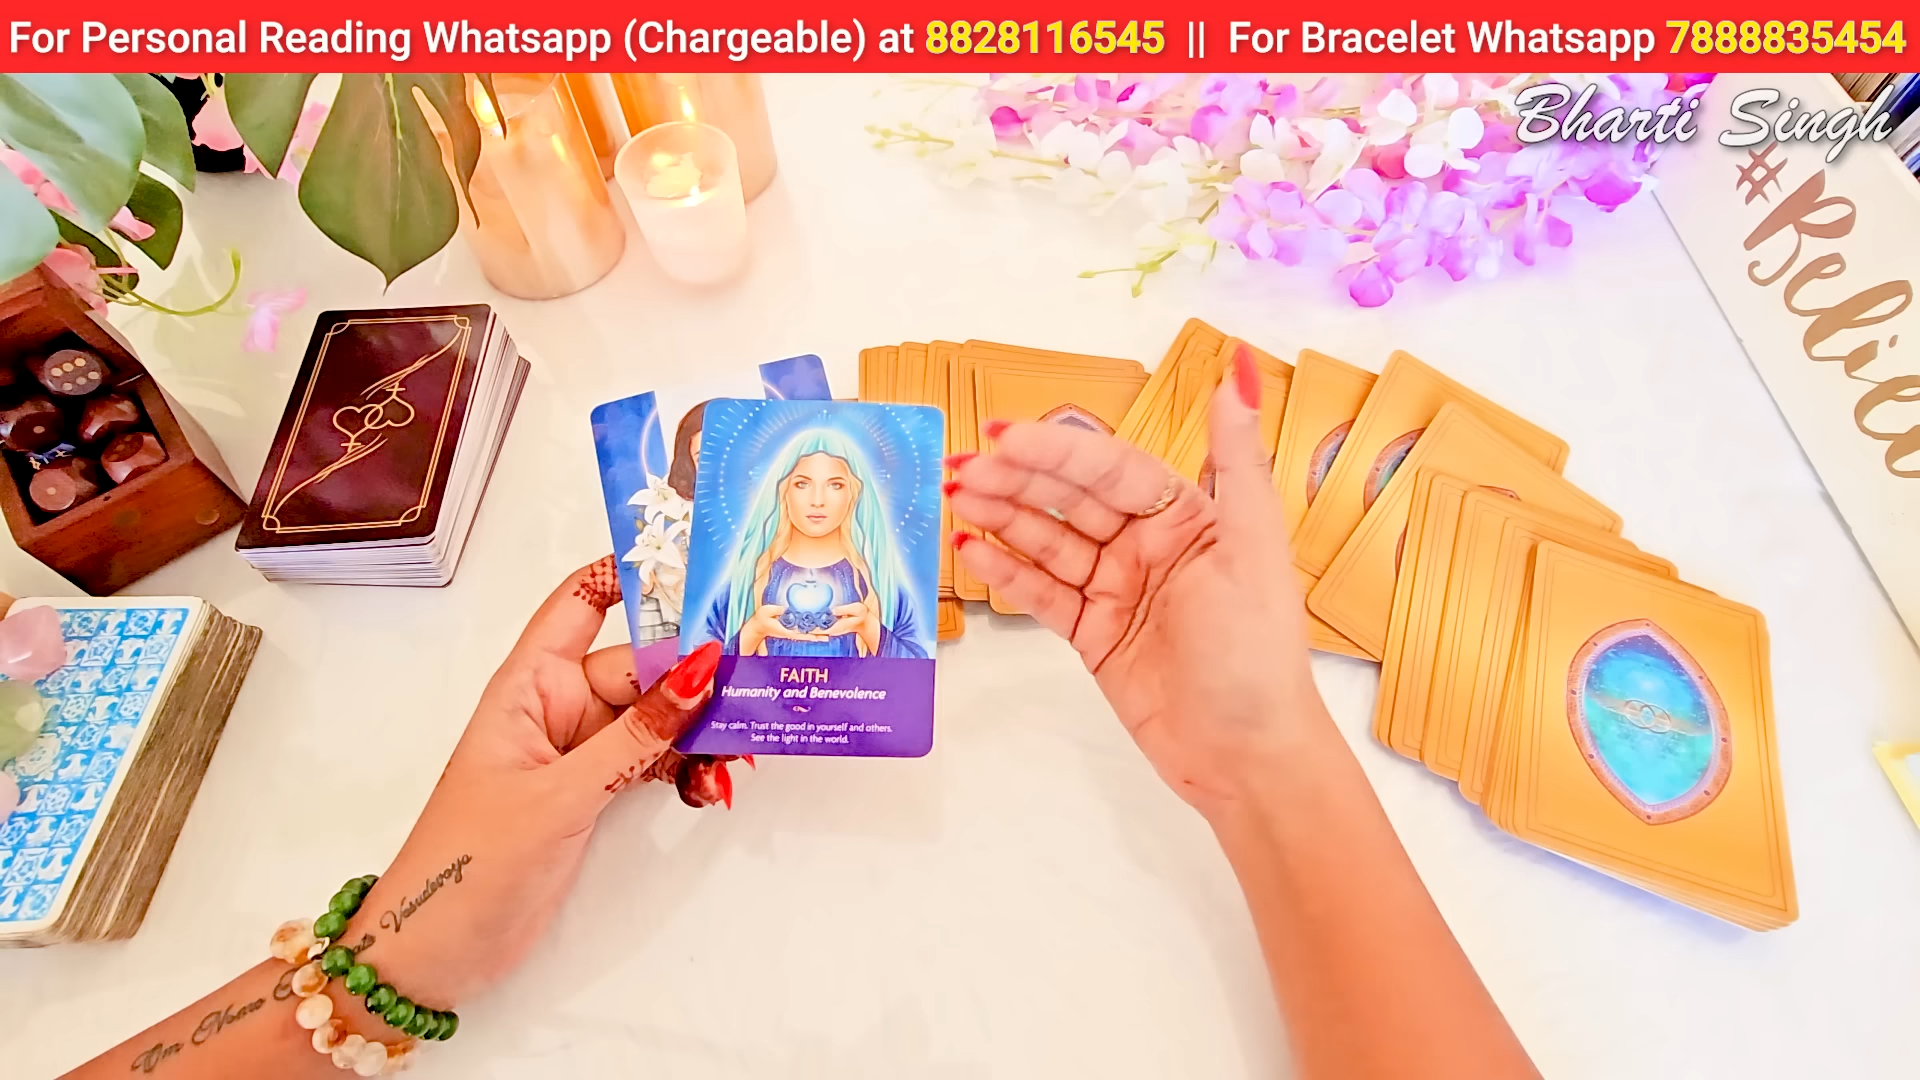 For Personal Reading Whatsapp (Chargeable) at 8828116545 || For Bracelet Whatsapp 7888835454
Bharti Singh
#Believe
FAITH
Humanity and Benevolence
Stay calm. Trust the good in yourself and others.
See the light in the world.
Om Namo
Vasudevaya